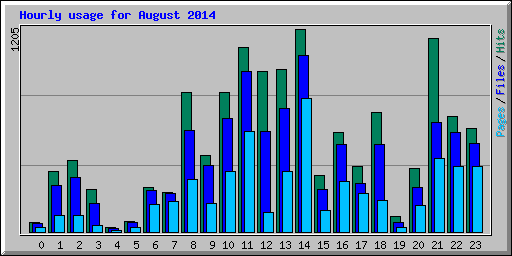 Hourly usage for August 2014
1205
Pages / Files / Hits
0 1 2 3 4 5 6 7 8 9 10 11 12 13 14 15 16 17 18 19 20 21 22 23